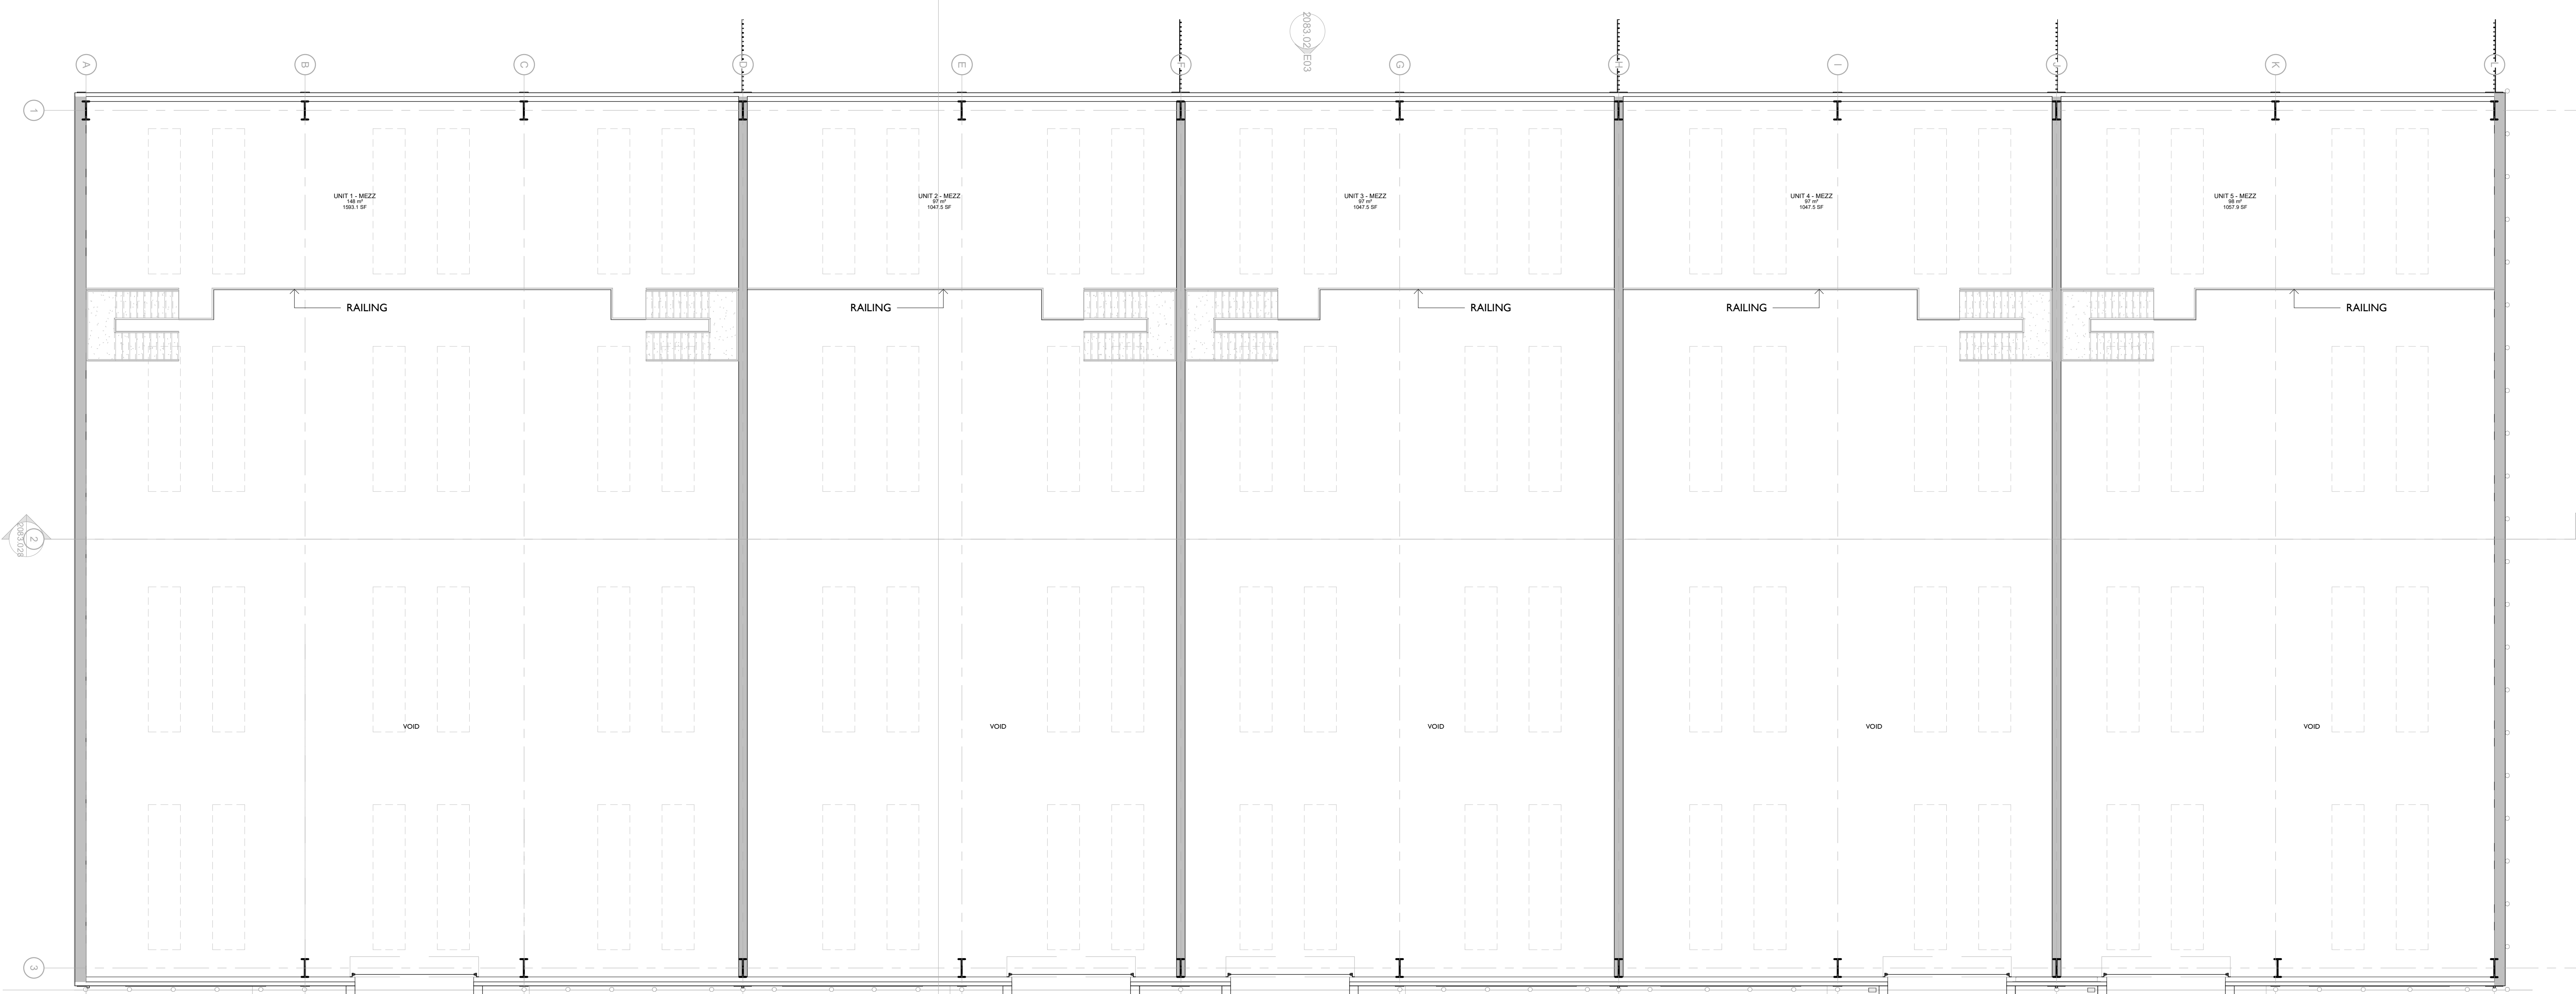 2083.02 E03
A
B
C
D
E
F
G
H
I
J
K
L
1
UNIT 1 - MEZZ
148 m²
1593.1 SF
UNIT 2 - MEZZ
97 m²
1047.5 SF
UNIT 3 - MEZZ
97 m²
1047.5 SF
UNIT 4 - MEZZ
97 m²
1047.5 SF
UNIT 5 - MEZZ
98 m²
1057.9 SF
RAILING
RAILING
RAILING
RAILING
RAILING
2
VOID
VOID
VOID
VOID
VOID
3